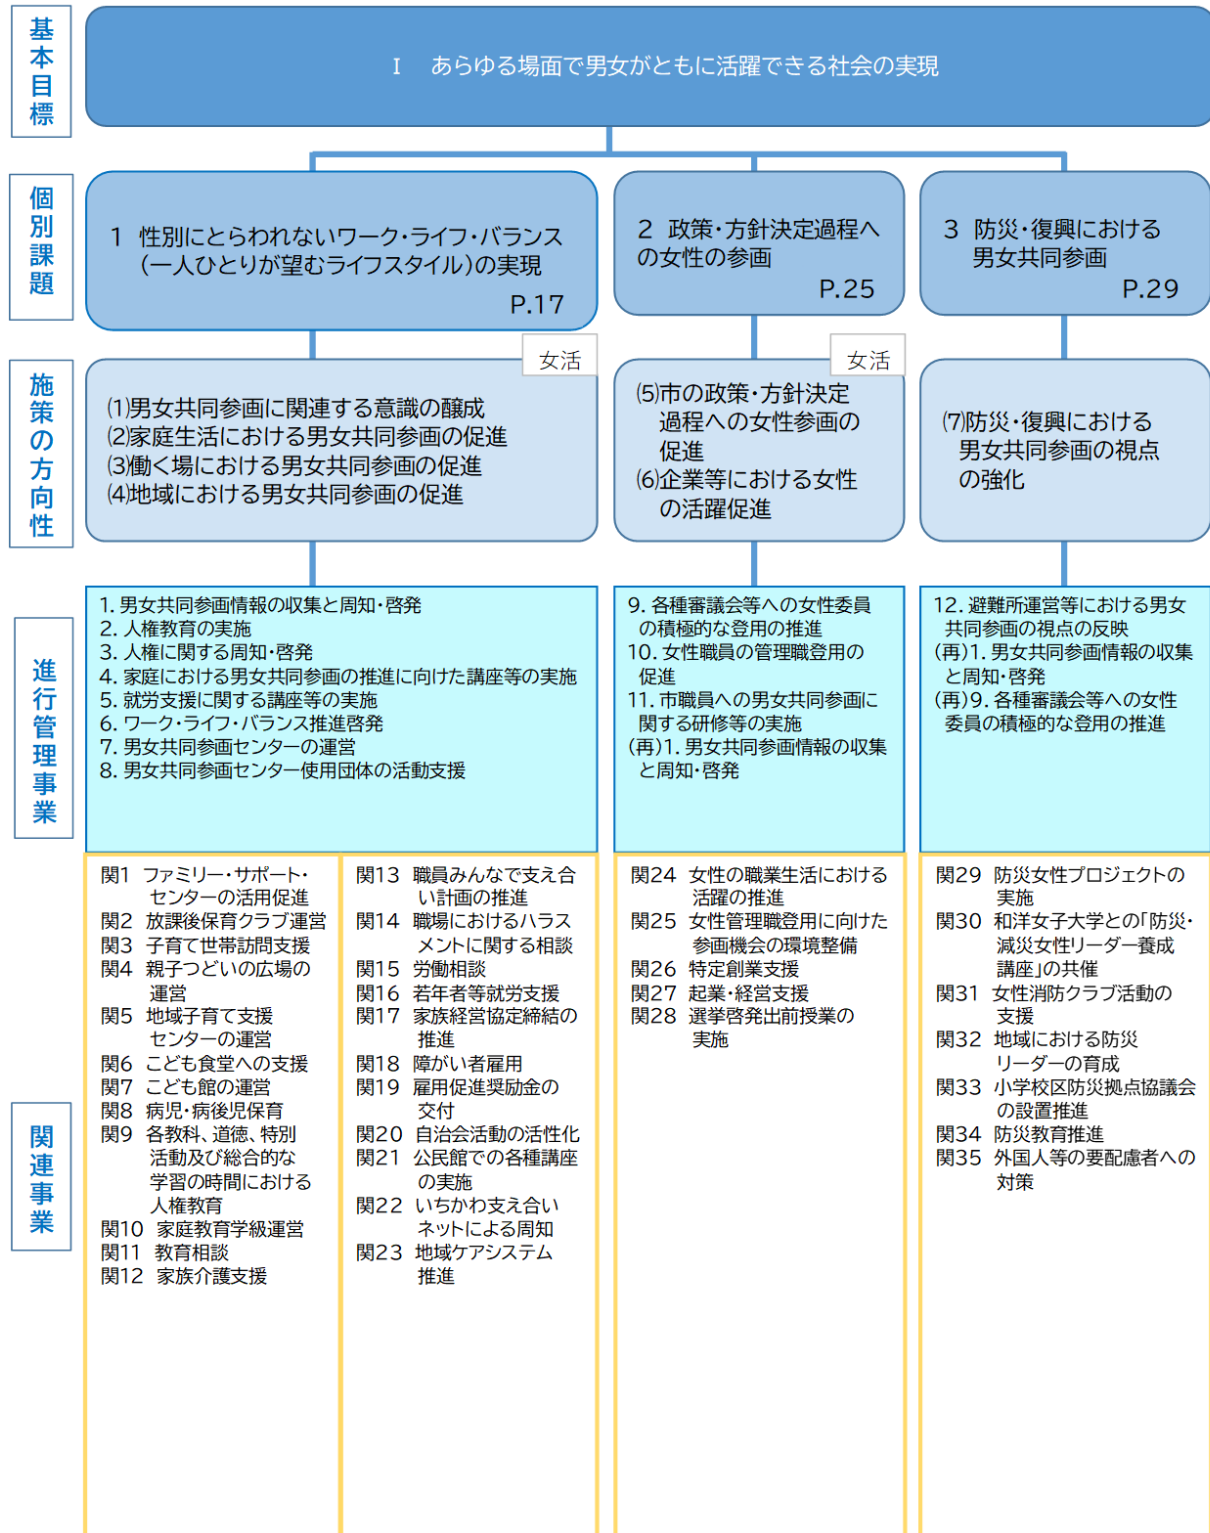 基本目標
Ⅰ　あらゆる場面で男女がともに活躍できる社会の実現
個別課題
1　性別にとらわれないワーク・ライフ・バランス
（一人ひとりが望むライフスタイル）の実現
P.17
2　政策・方針決定過程へ
の女性の参画
P.25
3　防災・復興における
男女共同参画
P.29
施策の方向性
女活
⑴男女共同参画に関連する意識の醸成
⑵家庭生活における男女共同参画の促進
⑶働く場における男女共同参画の促進
⑷地域における男女共同参画の促進
女活
⑸市の政策・方針決定
過程への女性参画の
促進
⑹企業等における女性
の活躍促進
⑺防災・復興における
男女共同参画の視点
の強化
進行管理事業
1. 男女共同参画情報の収集と周知・啓発
2. 人権教育の実施
3. 人権に関する周知・啓発
4. 家庭における男女共同参画の推進に向けた講座等の実施
5. 就労支援に関する講座等の実施
6. ワーク・ライフ・バランス推進啓発
7. 男女共同参画センターの運営
8. 男女共同参画センター使用団体の活動支援
9. 各種審議会等への女性委員
の積極的な登用の推進
10. 女性職員の管理職登用の
促進
11. 市職員への男女共同参画に
関する研修等の実施
(再)1. 男女共同参画情報の収集
と周知・啓発
12. 避難所運営等における男女
共同参画の視点の反映
(再)1. 男女共同参画情報の収集
と周知・啓発
(再)9. 各種審議会等への女性
委員の積極的な登用の推進
関連事業
関1　ファミリー・サポート・
センターの活用促進
関2　放課後保育クラブ運営
関3　子育て世帯訪問支援
関4　親子つどいの広場の
運営
関5　地域子育て支援
センターの運営
関6　こども食堂への支援
関7　こども館の運営
関8　病児・病後児保育
関9　各教科、道徳、特別
活動及び総合的な
学習の時間における
人権教育
関10　家庭教育学級運営
関11　教育相談
関12　家族介護支援
関13　職員みんなで支え合
い計画の推進
関14　職場におけるハラス
メントに関する相談
関15　労働相談
関16　若年者等就労支援
関17　家族経営協定締結の
推進
関18　障がい者雇用
関19　雇用促進奨励金の
交付
関20　自治会活動の活性化
関21　公民館での各種講座
の実施
関22　いちかわ支え合い
ネットによる周知
関23　地域ケアシステム
推進
関24　女性の職業生活における
活躍の推進
関25　女性管理職登用に向けた
参画機会の環境整備
関26　特定創業支援
関27　起業・経営支援
関28　選挙啓発出前授業の
実施
関29　防災女性プロジェクトの
実施
関30　和洋女子大学との「防災・
減災女性リーダー養成
講座」の共催
関31　女性消防クラブ活動の
支援
関32　地域における防災
リーダーの育成
関33　小学校区防災拠点協議会
の設置推進
関34　防災教育推進
関35　外国人等の要配慮者への
対策